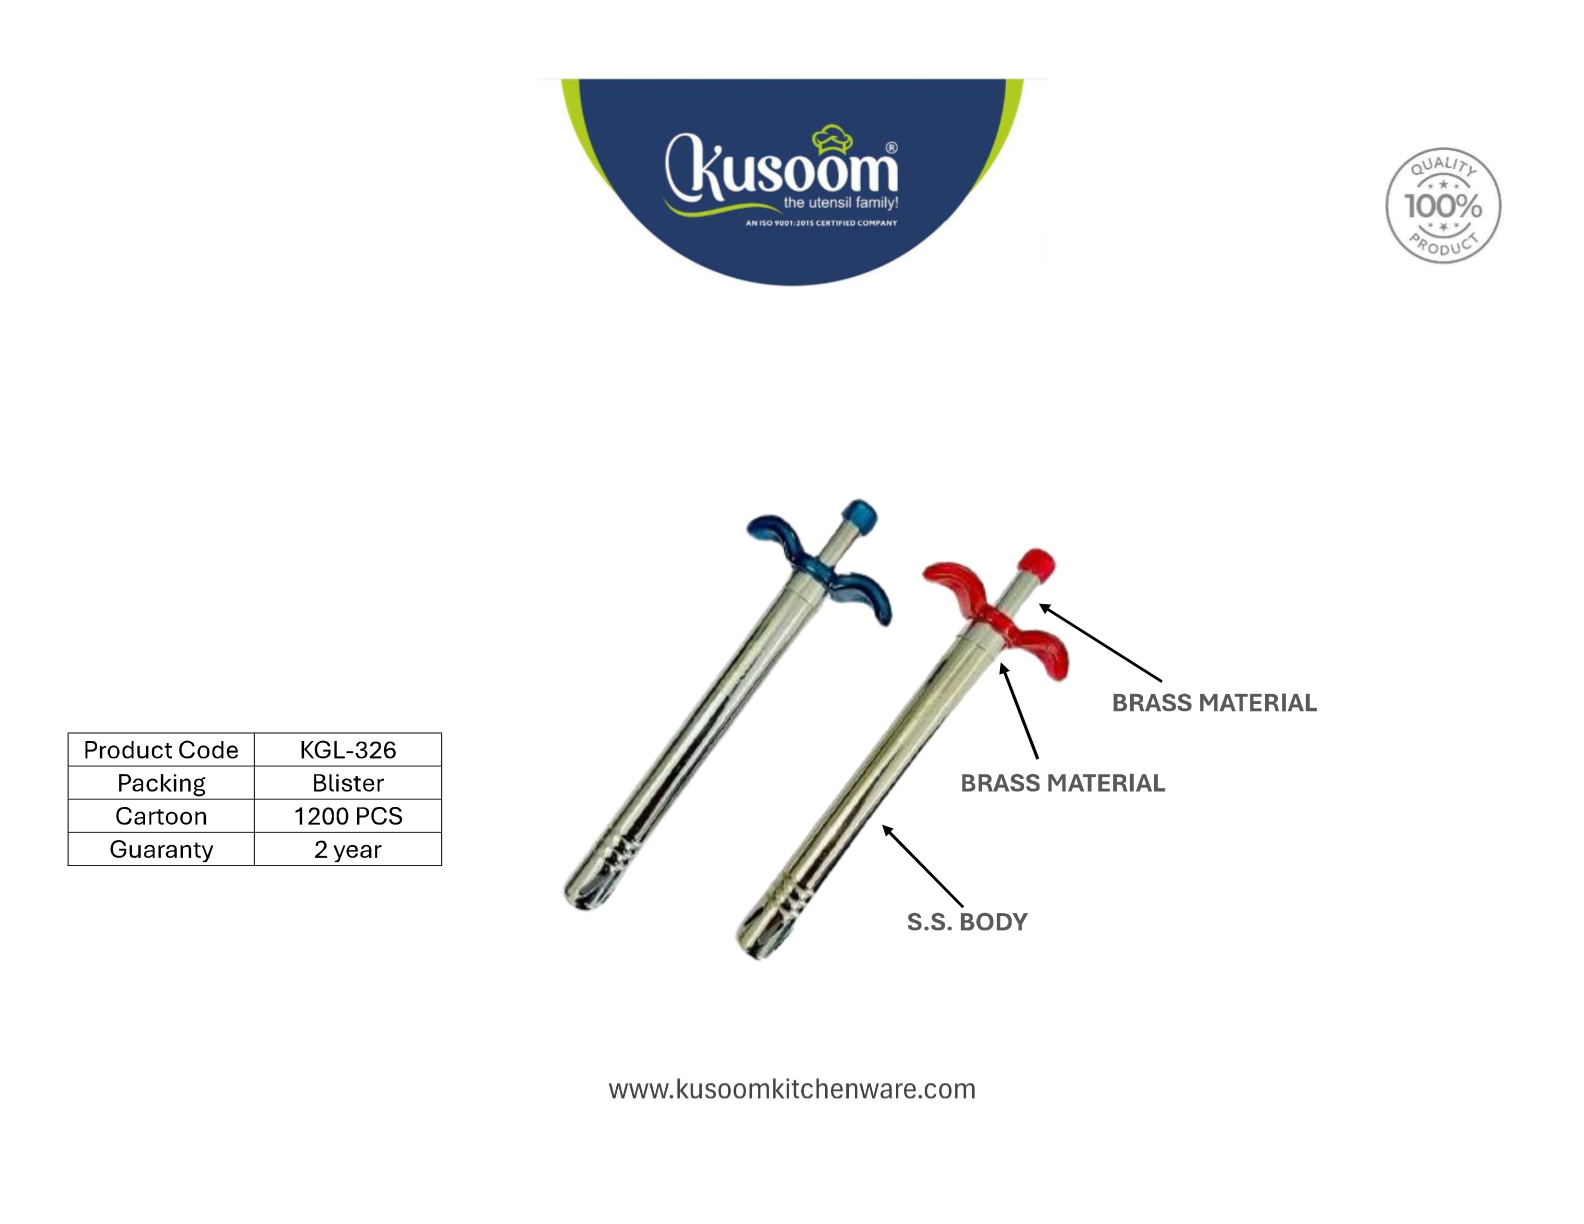 Kusoom®
the utensil family!
AN ISO 9001:2015 CERTIFIED COMPANY
QUALITY
100%
PRODUCT
BRASS MATERIAL
BRASS MATERIAL
S.S. BODY
Product Code KGL-326
Packing Blister
Cartoon 1200 PCS
Guaranty 2 year
www.kusoomkitchenware.com